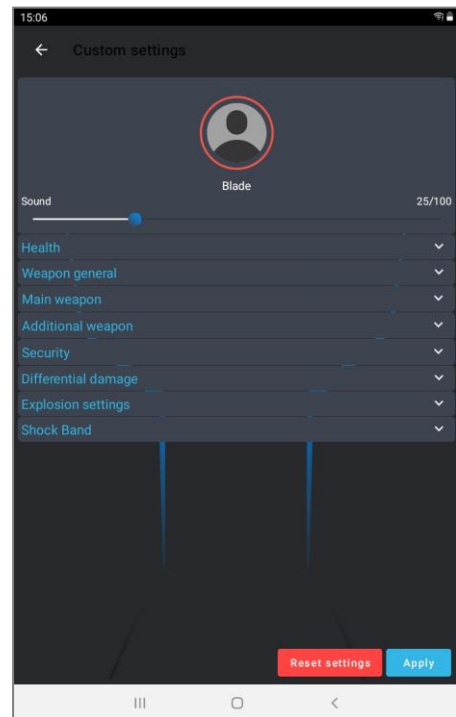 15:06
Custom settings
Blade
Sound 25/100
Health
Weapon general
Main weapon
Additional weapon
Security
Differential damage
Explosion settings
Shock Band
Reset settings Apply